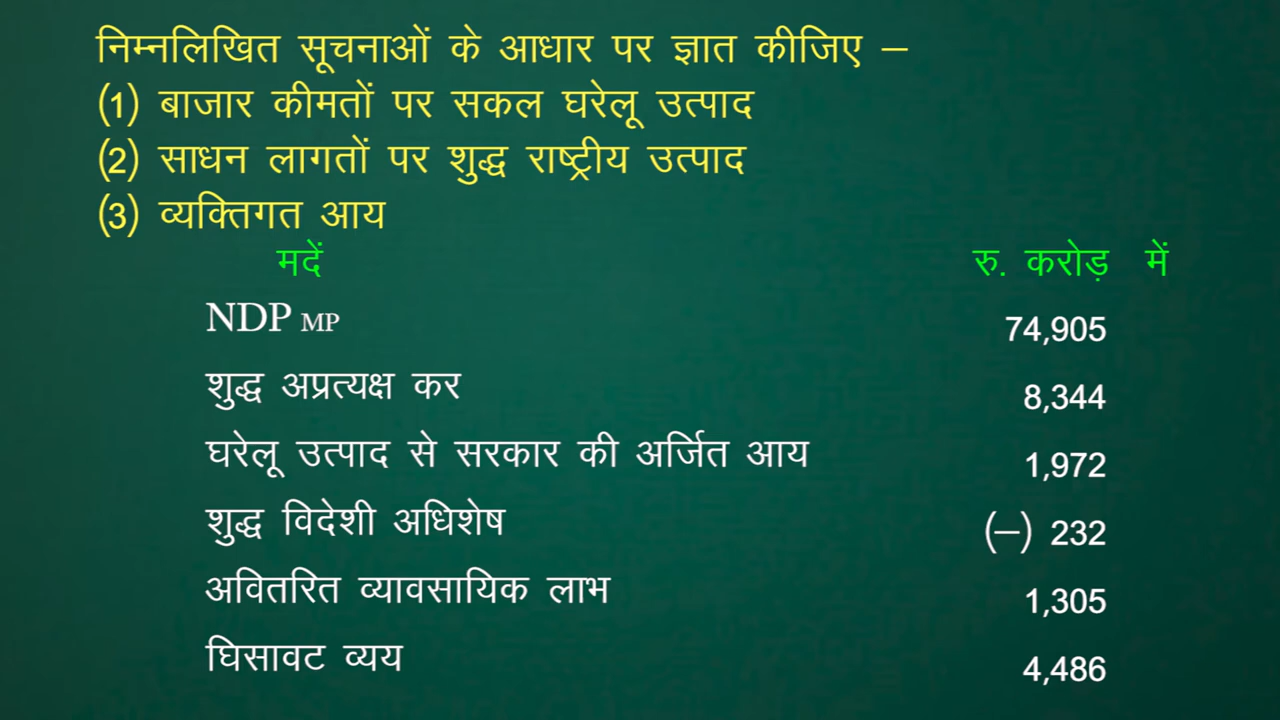 निम्नलिखित सूचनाओं के आधार पर ज्ञात कीजिए –
(1) बाजार कीमतों पर सकल घरेलू उत्पाद
(2) साधन लागतों पर शुद्ध राष्ट्रीय उत्पाद
(3) व्यक्तिगत आय
मदें रु. करोड़ में
NDP MP 74,905
शुद्ध अप्रत्यक्ष कर 8,344
घरेलू उत्पाद से सरकार की अर्जित आय 1,972
शुद्ध विदेशी अधिशेष (–) 232
अवितरित व्यावसायिक लाभ 1,305
घिसावट व्यय 4,486